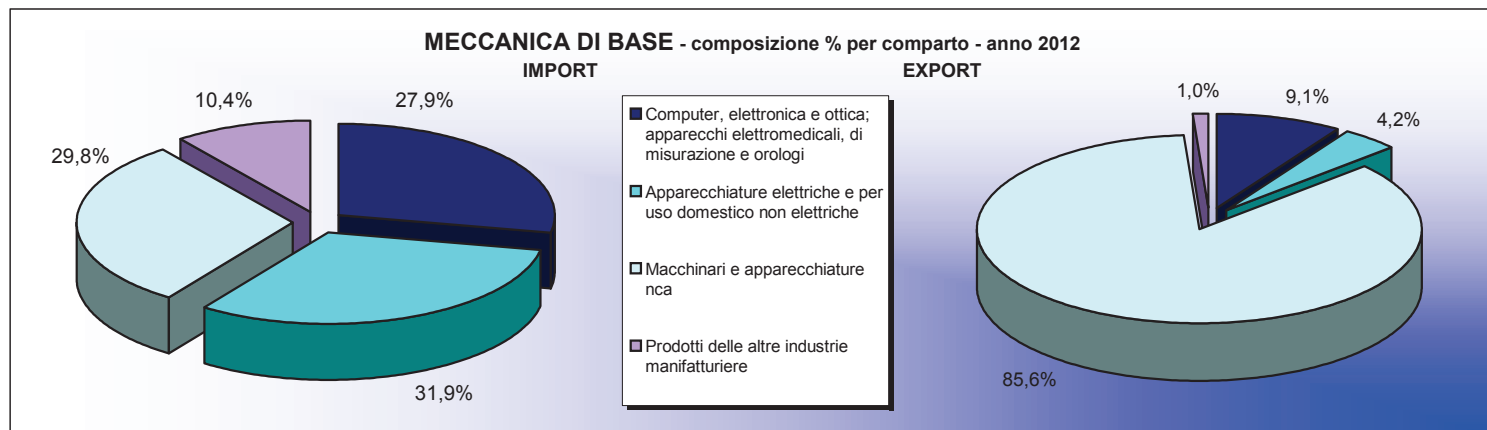 MECCANICA DI BASE - composizione % per comparto - anno 2012
IMPORT
EXPORT
10,4%
27,9%
29,8%
31,9%
Computer, elettronica e ottica;
apparecchi elettromedicali, di
misurazione e orologi
Apparecchiature elettriche e per
uso domestico non elettriche
Macchinari e apparecchiature
nca
Prodotti delle altre industrie
manifatturiere
1,0%
9,1%
4,2%
85,6%